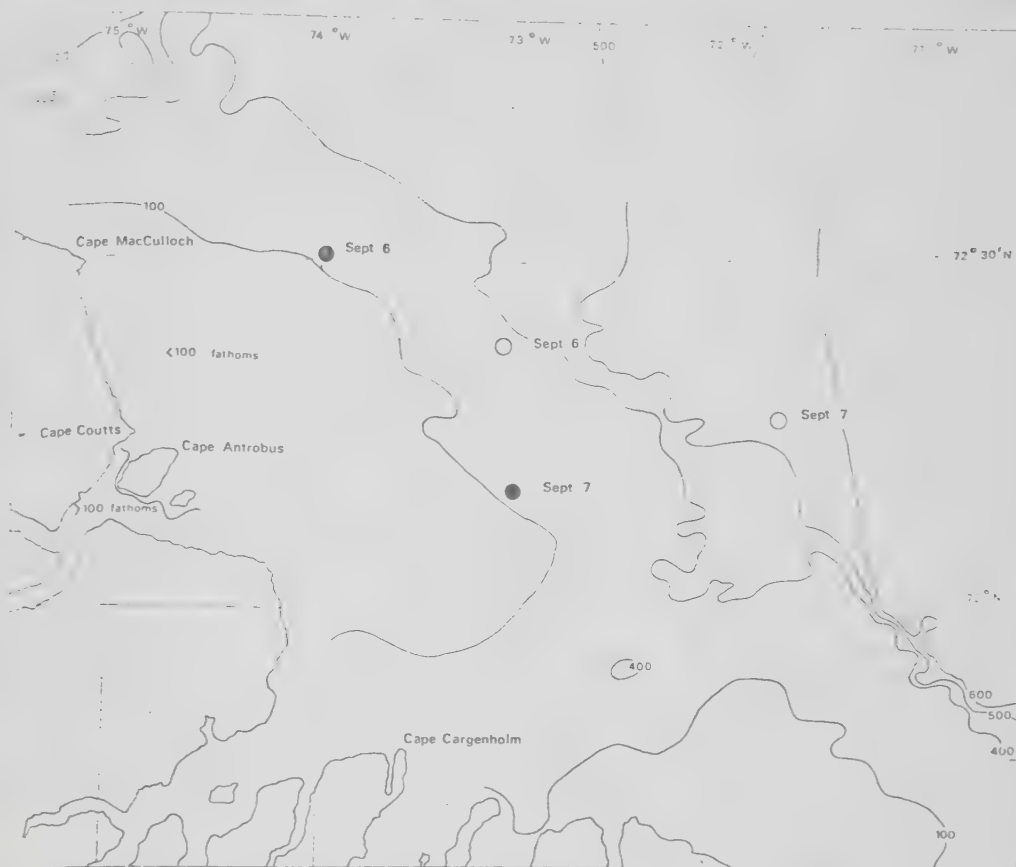 75 °W
74 °W
73 °W
500
72 °W
71 °W
100
Cape MacCulloch
Sept 6
72° 30'N
<100 fathoms
Sept 6
Cape Coutts
Sept 7
Cape Antrobus
Sept 7
>100 fathoms
400
600
500
Cape Cargenholm
400
100